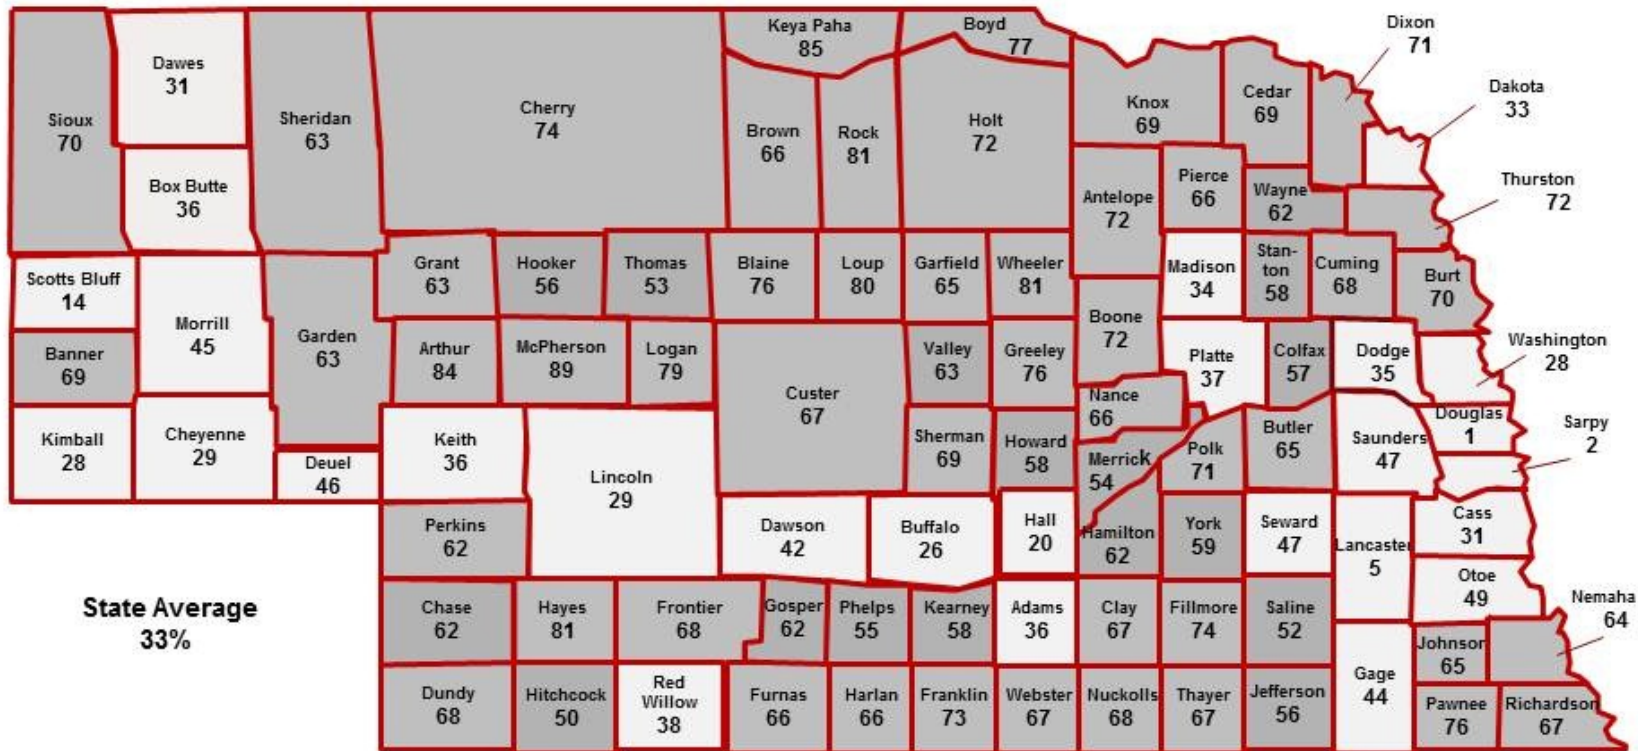 Keya Paha
85
Boyd
77
Dixon
71
Dawes
31
Sioux
70
Sheridan
63
Cherry
74
Brown
66
Rock
81
Holt
72
Knox
69
Cedar
69
Dakota
33
Box Butte
36
Antelope
72
Pierce
66
Wayne
62
Thurston
72
Scotts Bluff
14
Morrill
45
Garden
63
Grant
63
Hooker
56
Thomas
53
Blaine
76
Loup
80
Garfield
65
Wheeler
81
Madison
34
Stan-
ton
58
Cuming
68
Burt
70
Banner
69
Arthur
84
McPherson
89
Logan
79
Custer
67
Valley
63
Greeley
76
Boone
72
Platte
37
Colfax
57
Dodge
35
Washington
28
Kimball
28
Cheyenne
29
Deuel
46
Keith
36
Lincoln
29
Sherman
69
Howard
58
Nance
66
Merrick
54
Polk
71
Butler
65
Saunders
47
Douglas
1
Sarpy
2
Perkins
62
Dawson
42
Buffalo
26
Hall
20
Hamilton
62
York
59
Seward
47
Lancaster
5
Cass
31
Otoe
49
State Average
33%
Chase
62
Hayes
81
Frontier
68
Gosper
62
Phelps
55
Kearney
58
Adams
36
Clay
67
Fillmore
74
Saline
52
Nemaha
64
Dundy
68
Hitchcock
50
Red
Willow
38
Furnas
66
Harlan
66
Franklin
73
Webster
67
Nuckolls
68
Thayer
67
Jefferson
56
Gage
44
Johnson
65
Pawnee
76
Richardson
67